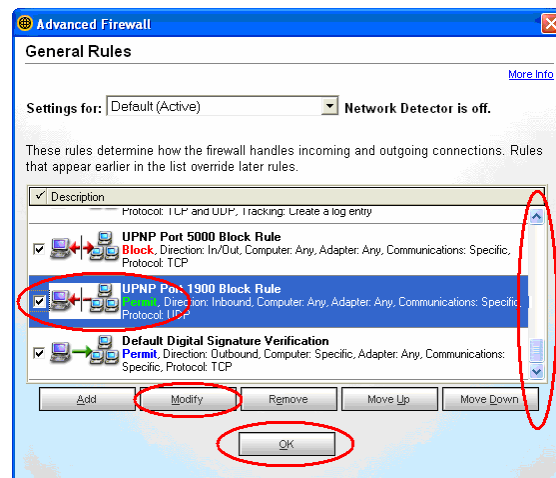 Advanced Firewall
General Rules
More Info
Settings for: Default (Active) Network Detector is off.
These rules determine how the firewall handles incoming and outgoing connections. Rules
that appear earlier in the list override later rules.
Description
Protocol: TCP and UDP, Tracking: Create a log entry
UPNP Port 5000 Block Rule
Block, Direction: In/Out, Computer: Any, Adapter: Any, Communications: Specific,
Protocol: TCP
UPNP Port 1900 Block Rule
Permit, Direction: Inbound, Computer: Any, Adapter: Any, Communications: Specific,
Protocol: UDP
Default Digital Signature Verification
Permit, Direction: Outbound, Computer: Specific, Adapter: Any, Communications:
Specific, Protocol: TCP
Add Modify Remove Move Up Move Down
OK